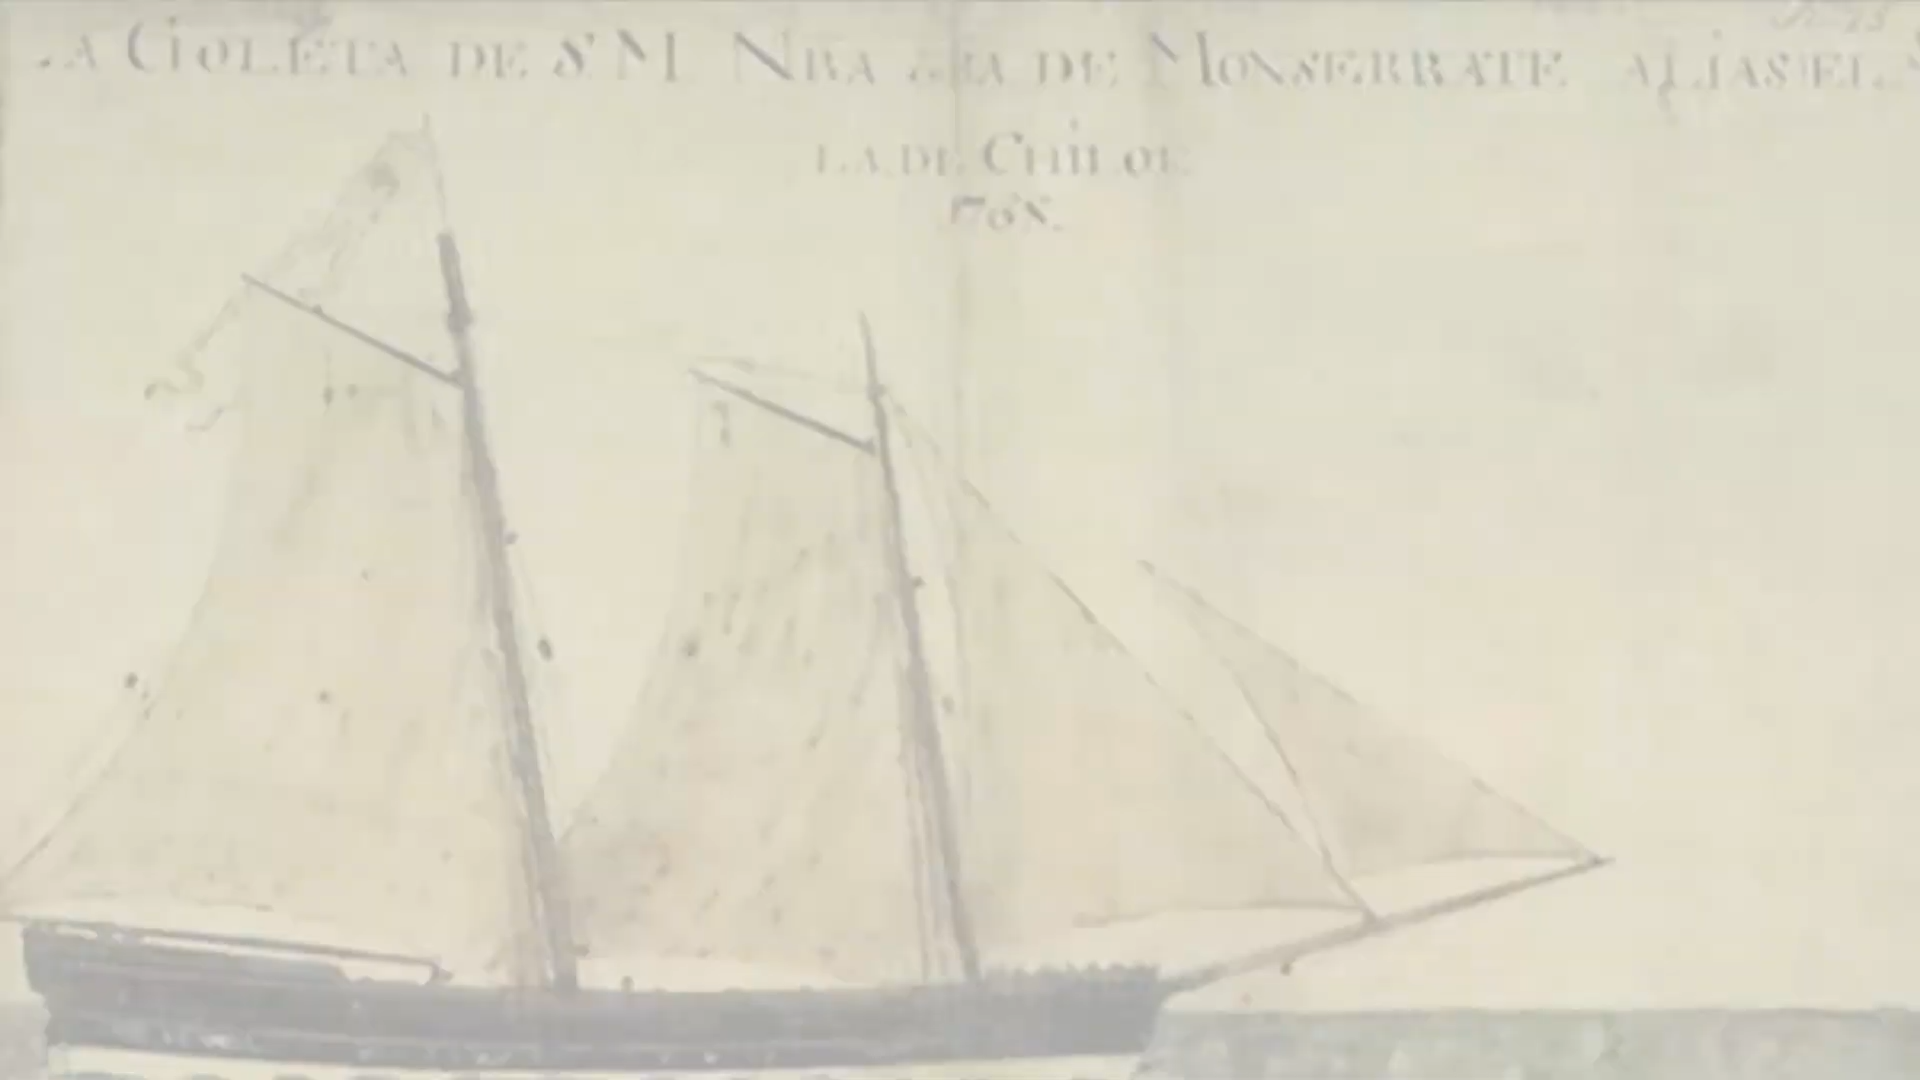 A GOLETA DE S. M NRA DE MONSERRATE ALIAS EL
LA DE CHILOE
1768.